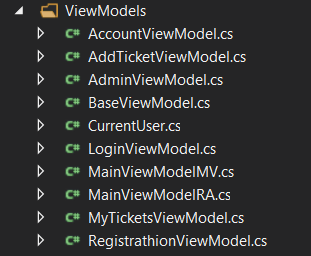 ViewModels
C# AccountViewModel.cs
C# AddTicketViewModel.cs
C# AdminViewModel.cs
C# BaseViewModel.cs
C# CurrentUser.cs
C# LoginViewModel.cs
C# MainViewModelMV.cs
C# MainViewModelRA.cs
C# MyTicketsViewModel.cs
C# RegistrathionViewModel.cs